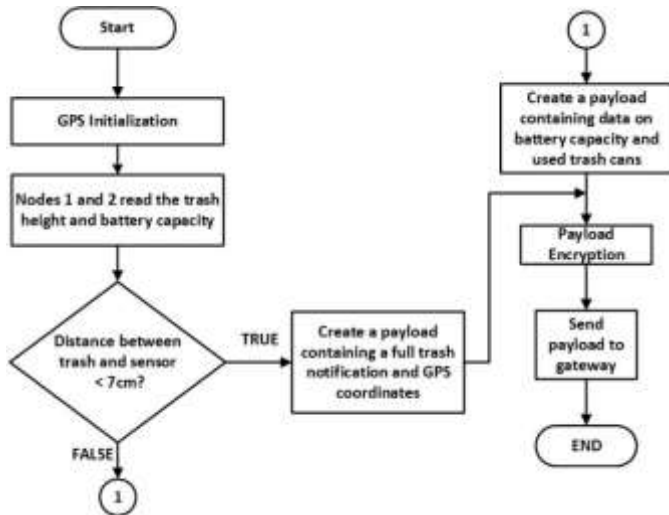 Start
GPS Initialization
Nodes 1 and 2 read the trash
height and battery capacity
Distance between
trash and sensor
< 7cm?
TRUE
FALSE
1
Create a payload
containing a full trash
notification and GPS
coordinates
1
Create a payload
containing data on
battery capacity and
used trash cans
Payload
Encryption
Send
payload to
gateway
END